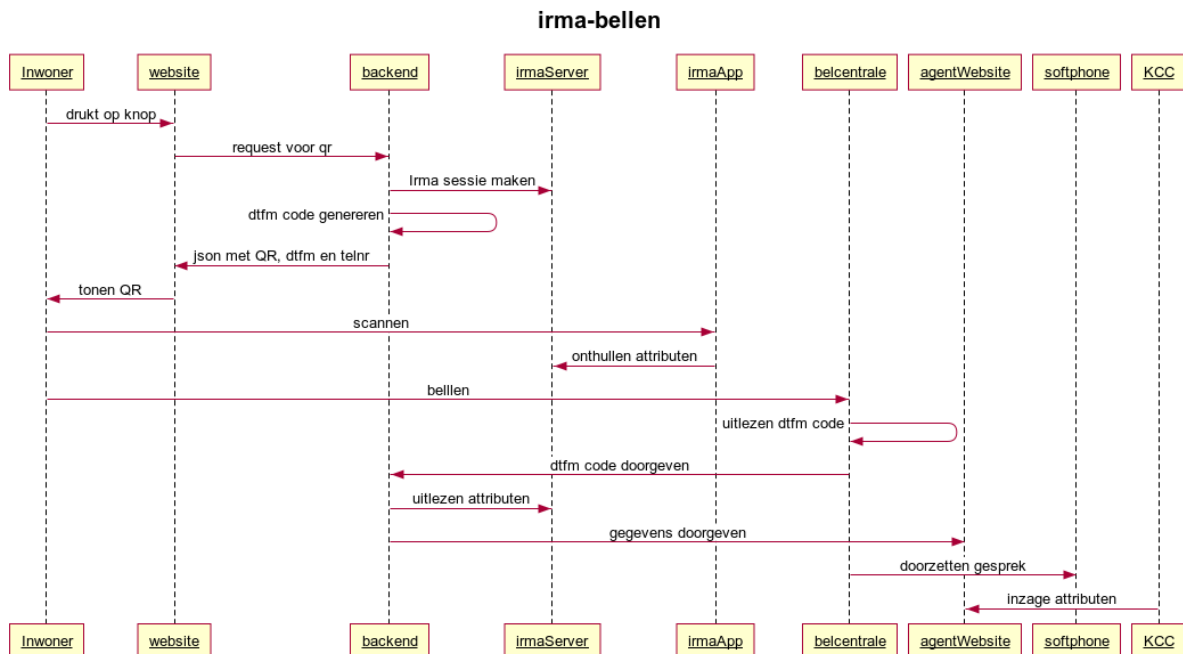 irma-bellen
Inwoner website backend irmaServer irmaApp belcentrale agentWebsite softphone KCC
drukt op knop
request voor qr
Irma sessie maken
dtfm code genereren
json met QR, dtfm en telnr
tonen QR
scannen
onthullen attributen
belllen
uitlezen dtfm code
dtfm code doorgeven
uitlezen attributen
gegevens doorgeven
doorzetten gesprek
inzage attributen
Inwoner website backend irmaServer irmaApp belcentrale agentWebsite softphone KCC